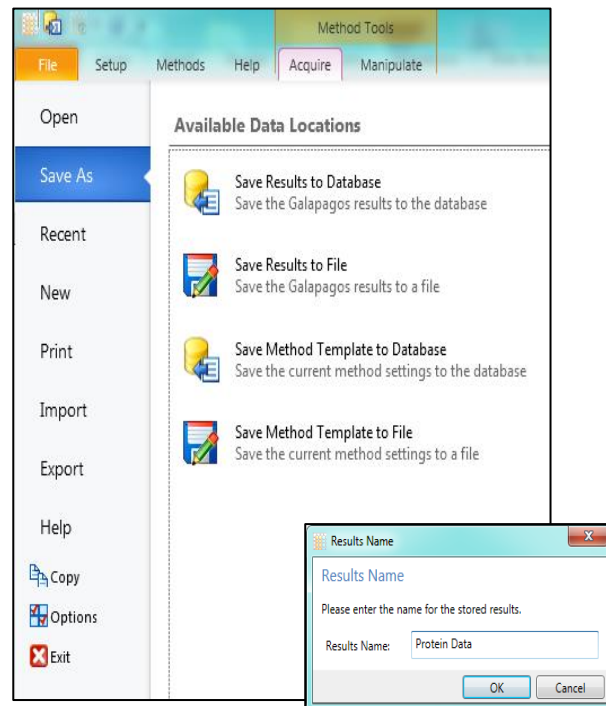 Method Tools
File Setup Methods Help Acquire Manipulate
Open
Save As
Recent
New
Print
Import
Export
Help
Copy
Options
Exit
Available Data Locations
Save Results to Database
Save the Galapagos results to the database
Save Results to File
Save the Galapagos results to a file
Save Method Template to Database
Save the current method settings to the database
Save Method Template to File
Save the current method settings to a file
Results Name
X
Results Name
Please enter the name for the stored results.
Results Name: Protein Data
OK Cancel